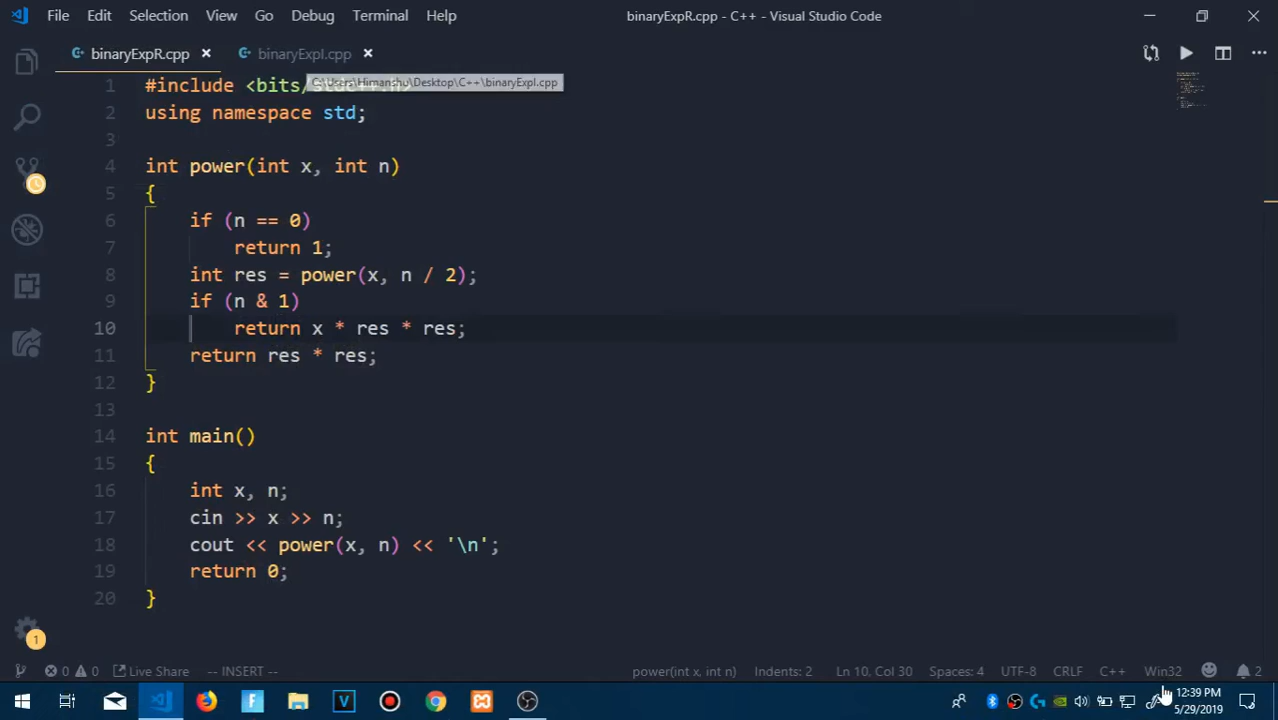 File Edit Selection View Go Debug Terminal Help binaryExpR.cpp - C++ - Visual Studio Code
binaryExpR.cpp binaryExpI.cpp
C:\Users\Himanshu\Desktop\C++\binaryExpI.cpp
1 #include <bits/
2 using namespace std;
3
4 int power(int x, int n)
5 {
6 if (n == 0)
7 return 1;
8 int res = power(x, n / 2);
9 if (n & 1)
10 return x * res * res;
11 return res * res;
12 }
13
14 int main()
15 {
16 int x, n;
17 cin >> x >> n;
18 cout << power(x, n) << '\n';
19 return 0;
20 }
1
0 0 Live Share -- INSERT -- power(int x, int n) Indents: 2 Ln 10, Col 30 Spaces: 4 UTF-8 CRLF C++ Win32 2
12:39 PM
5/29/2019